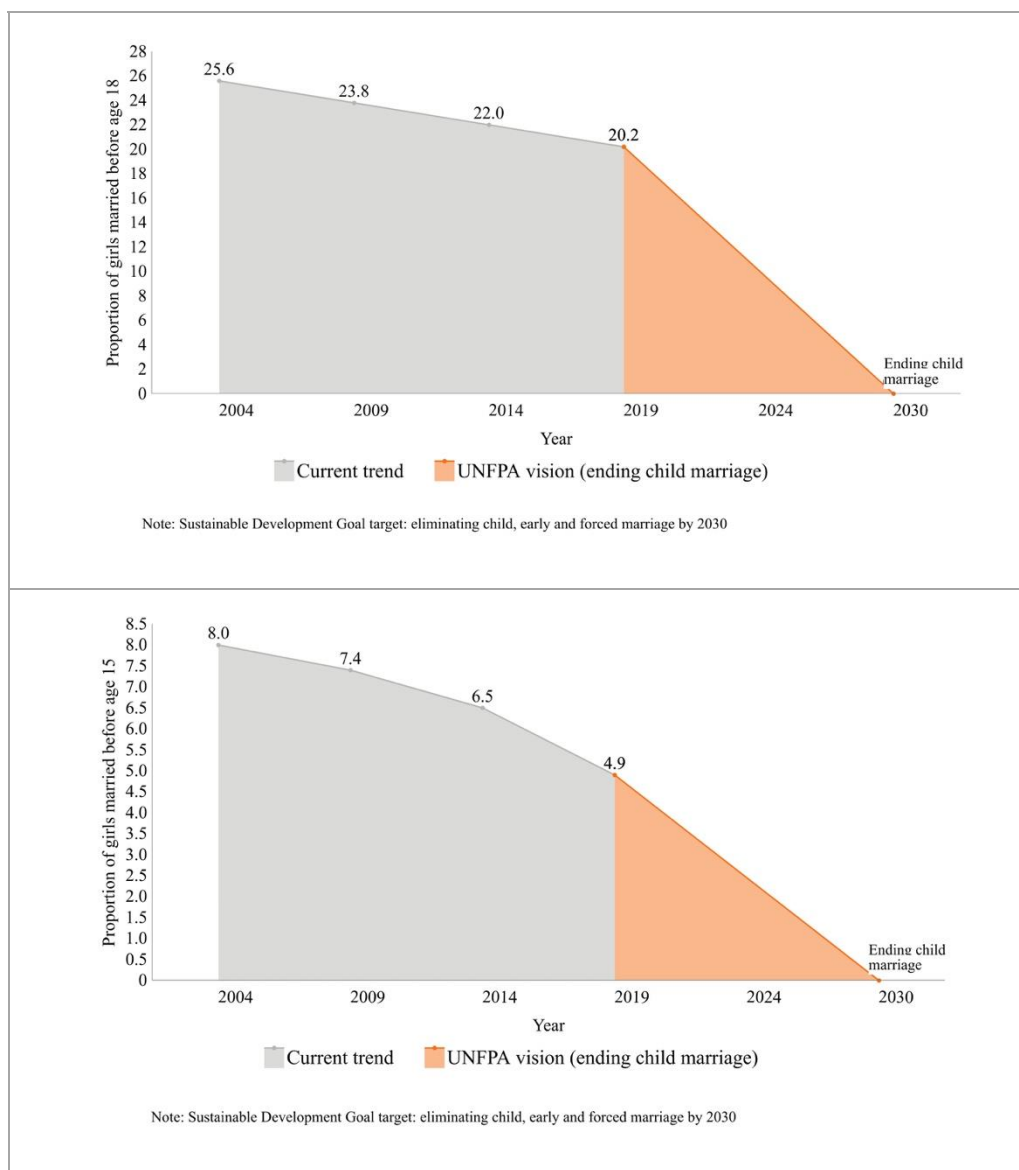 Proportion of girls married before age 18
28
26
24
22
20
18
16
14
12
10
8
6
4
2
0
25.6
23.8
22.0
20.2
Ending child
marriage
2004 2009 2014 2019 2024 2030
Year
Current trend UNFPA vision (ending child marriage)
Note: Sustainable Development Goal target: eliminating child, early and forced marriage by 2030
Proportion of girls married before age 15
8.5
8.0
7.5
7.0
6.5
6.0
5.5
5.0
4.5
4.0
3.5
3.0
2.5
2.0
1.5
1.0
0.5
0
8.0
7.4
6.5
4.9
Ending child
marriage
2004 2009 2014 2019 2024 2030
Year
Current trend UNFPA vision (ending child marriage)
Note: Sustainable Development Goal target: eliminating child, early and forced marriage by 2030